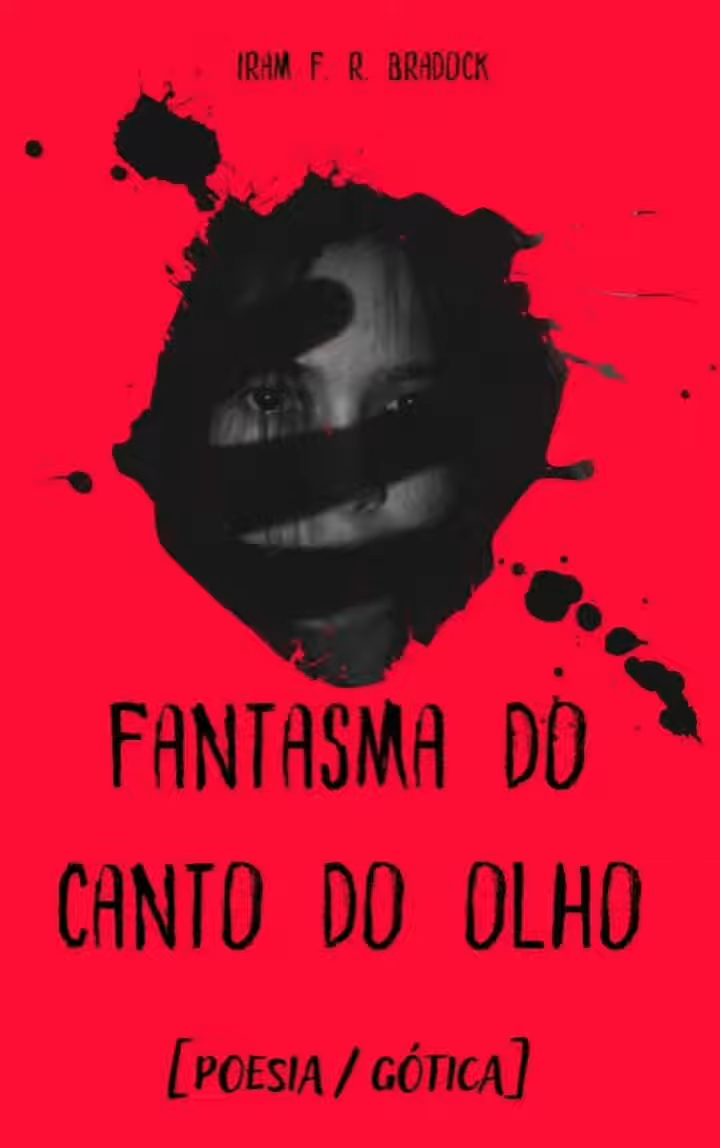 IRAM F. R. BRADOCK
FANTASMA DO
CANTO DO OLHO
[POESIA / GÓTICA]